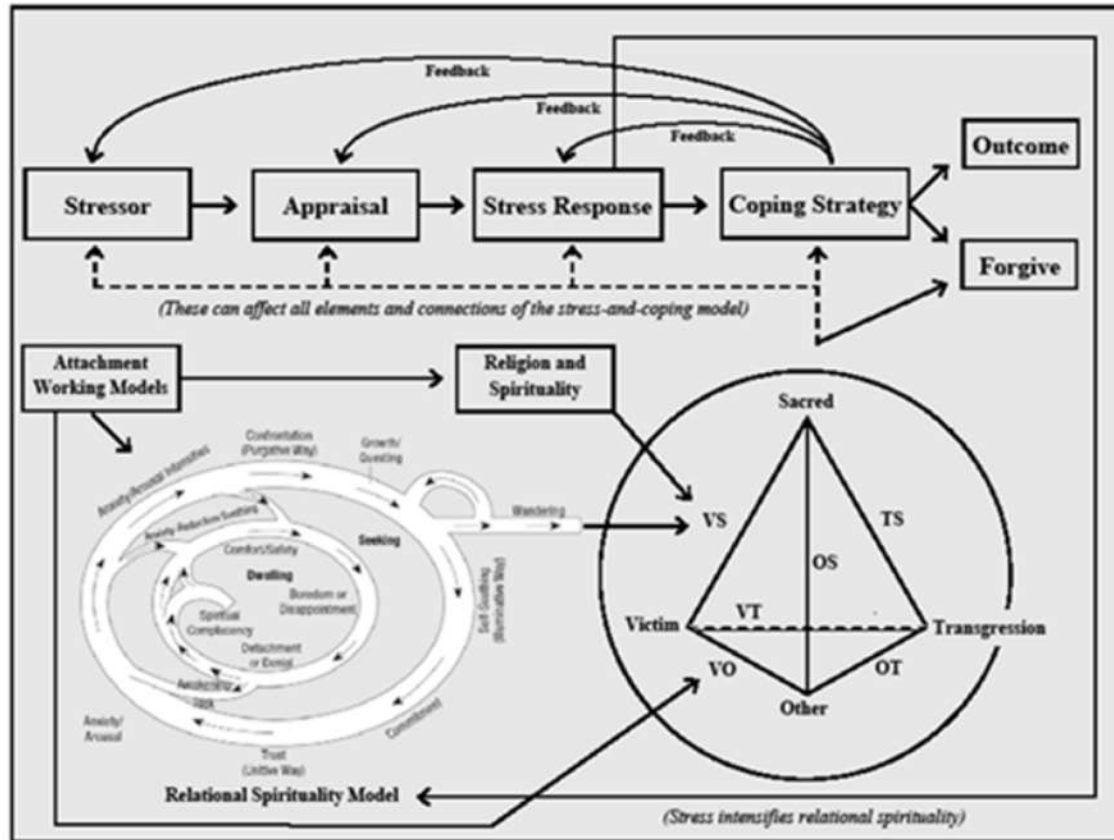 Feedback
Feedback
Feedback
Outcome
Stressor
Appraisal
Stress Response
Coping Strategy
Forgive
(These can affect all elements and connections of the stress-and-coping model)
Attachment
Working Models
Religion and
Spirituality
Sacred
Confrontation
(Purgative Way)
Growth/
Questing
Anxiety/Arousal Intensifies
Anxiety-Reduction/Soothing
Wandering
Comfort/Safety
Seeking
Dwelling
Boredom or
Disappointment
Self-Soothing
(Illuminative Way)
Spiritual
Complacency
Detachment
or Denial
Awakening/
Risk
Anxiety/
Arousal
Commitment
Trust
(Unitive Way)
Relational Spirituality Model
VS
TS
OS
VT
Victim
Transgression
VO
OT
Other
(Stress intensifies relational spirituality)